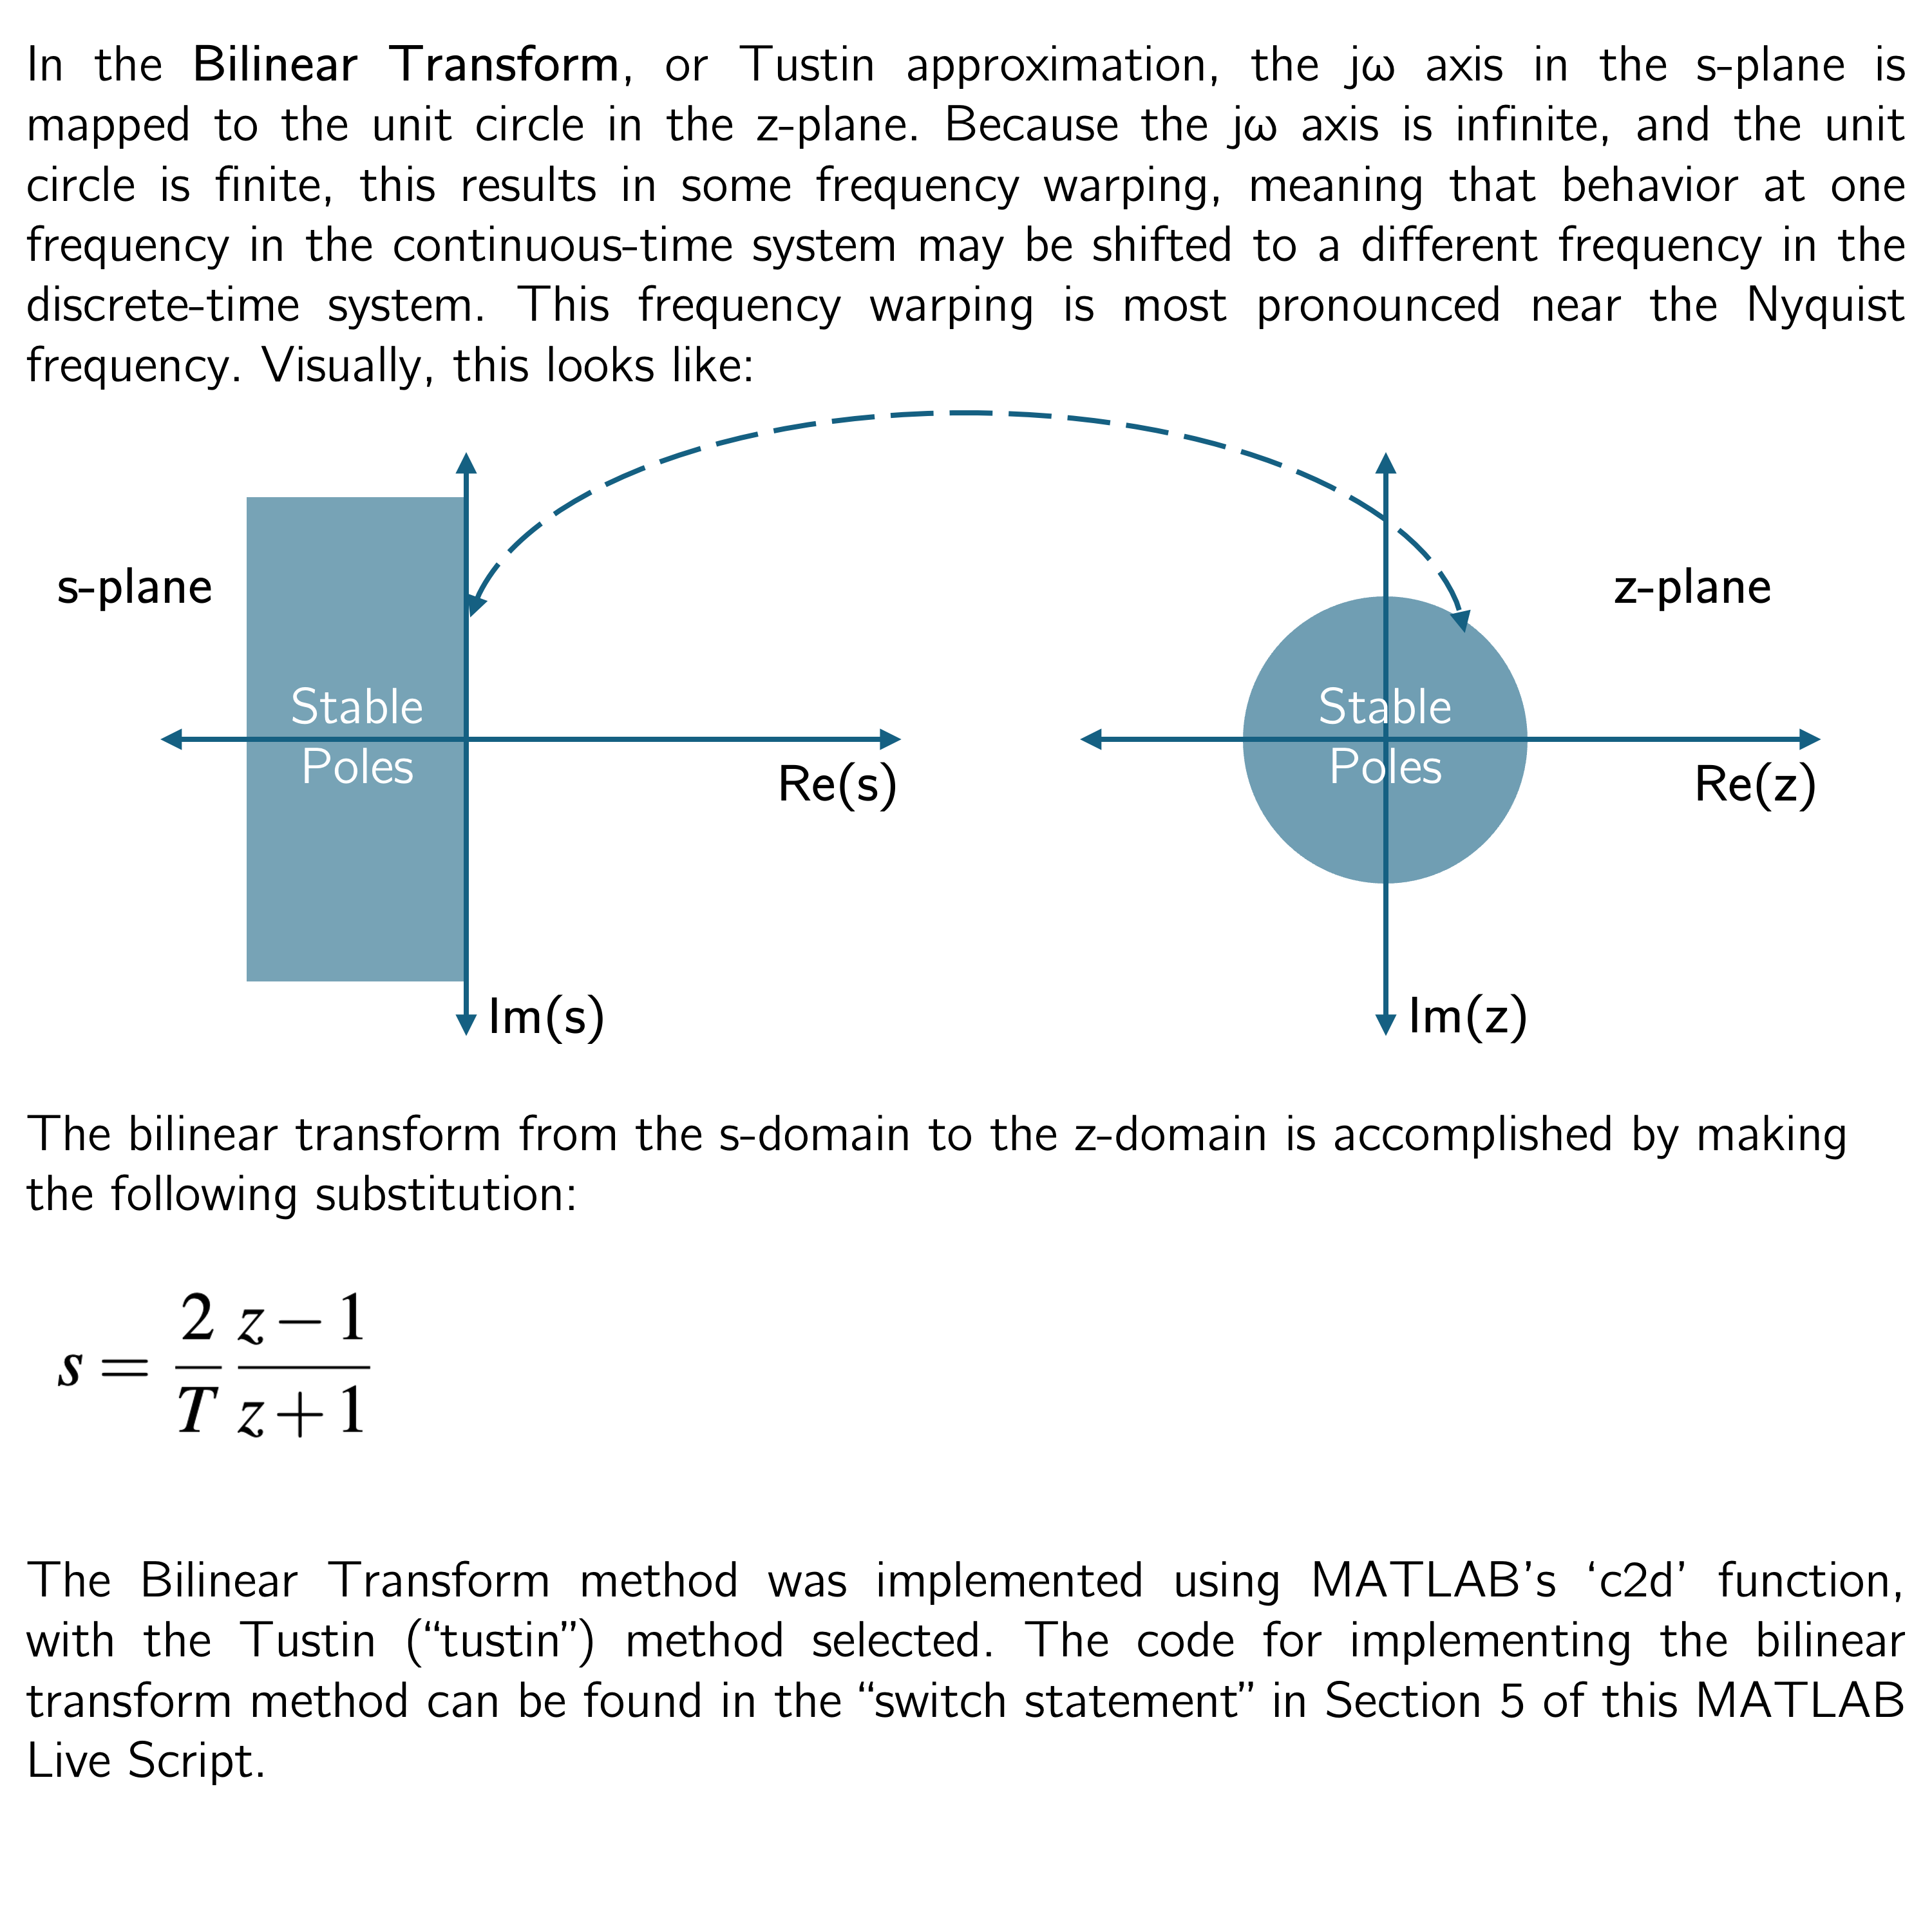 In the Bilinear Transform, or Tustin approximation, the jω axis in the s-plane is
mapped to the unit circle in the z-plane. Because the jω axis is infinite, and the unit
circle is finite, this results in some frequency warping, meaning that behavior at one
frequency in the continuous-time system may be shifted to a different frequency in the
discrete-time system. This frequency warping is most pronounced near the Nyquist
frequency. Visually, this looks like:
s-plane
Stable
Poles
Re(s)
Im(s)
z-plane
Stable
Poles
Re(z)
Im(z)
The bilinear transform from the s-domain to the z-domain is accomplished by making
the following substitution:
s = 2/T (z − 1)/(z + 1)
The Bilinear Transform method was implemented using MATLAB’s ‘c2d’ function,
with the Tustin (“tustin”) method selected. The code for implementing the bilinear
transform method can be found in the “switch statement” in Section 5 of this MATLAB
Live Script.